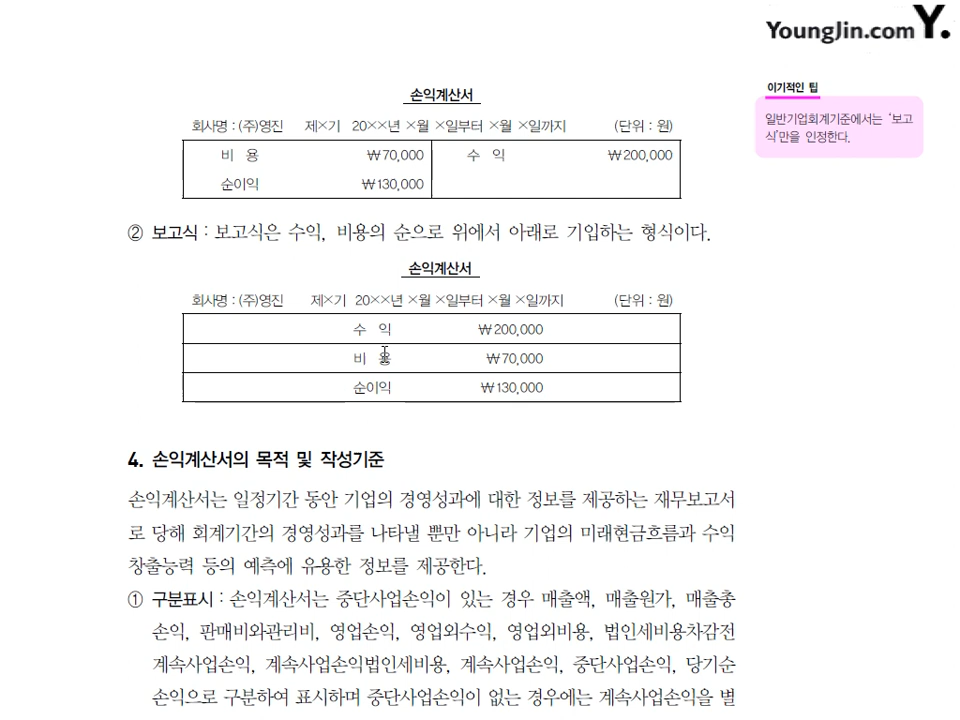 YoungJin.com Y.
이기적인 팁
일반기업회계기준에서는 '보고
식'만을 인정한다.
손익계산서
회사명 : (주)영진 제×기 20××년 ×월 ×일부터 ×월 ×일까지 (단위 : 원)
비 용 ₩70,000 수 익 ₩200,000
순이익 ₩130,000
② 보고식 : 보고식은 수익, 비용의 순으로 위에서 아래로 기입하는 형식이다.
손익계산서
회사명 : (주)영진 제×기 20××년 ×월 ×일부터 ×월 ×일까지 (단위 : 원)
수 익 ₩200,000
비 용 ₩70,000
순이익 ₩130,000
4. 손익계산서의 목적 및 작성기준
손익계산서는 일정기간 동안 기업의 경영성과에 대한 정보를 제공하는 재무보고서
로 당해 회계기간의 경영성과를 나타낼 뿐만 아니라 기업의 미래현금흐름과 수익
창출능력 등의 예측에 유용한 정보를 제공한다.
① 구분표시 : 손익계산서는 중단사업손익이 있는 경우 매출액, 매출원가, 매출총
손익, 판매비와관리비, 영업손익, 영업외수익, 영업외비용, 법인세비용차감전
계속사업손익, 계속사업손익법인세비용, 계속사업손익, 중단사업손익, 당기순
손익으로 구분하여 표시하며 중단사업손익이 없는 경우에는 계속사업손익을 별